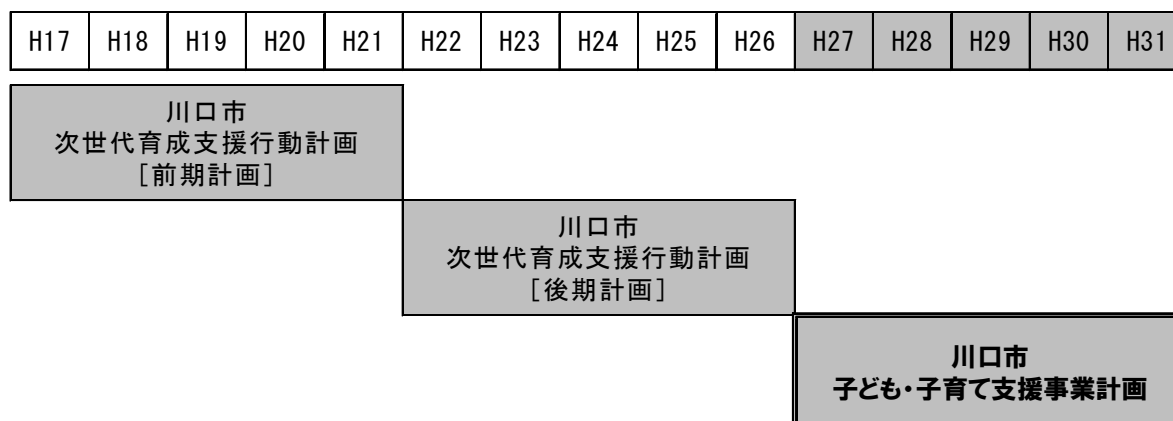 H17 H18 H19 H20 H21 H22 H23 H24 H25 H26 H27 H28 H29 H30 H31
川口市
次世代育成支援行動計画
［前期計画］
川口市
次世代育成支援行動計画
［後期計画］
川口市
子ども・子育て支援事業計画